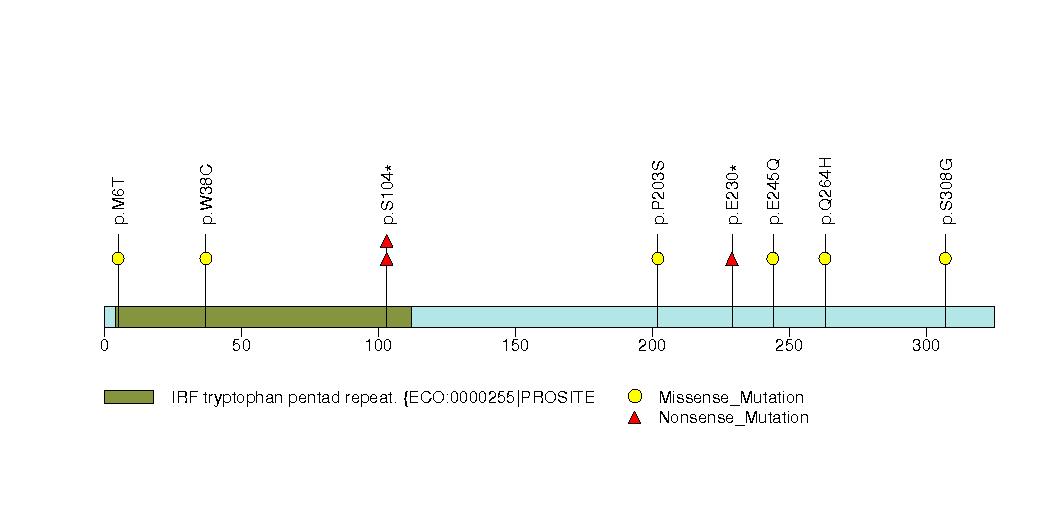 p.M6T
p.W38C
p.S104*
p.P203S
p.E230*
p.E245Q
p.Q264H
p.S308G
0 50 100 150 200 250 300
IRF tryptophan pentad repeat. {ECO:0000255|PROSITE
Missense_Mutation
Nonsense_Mutation